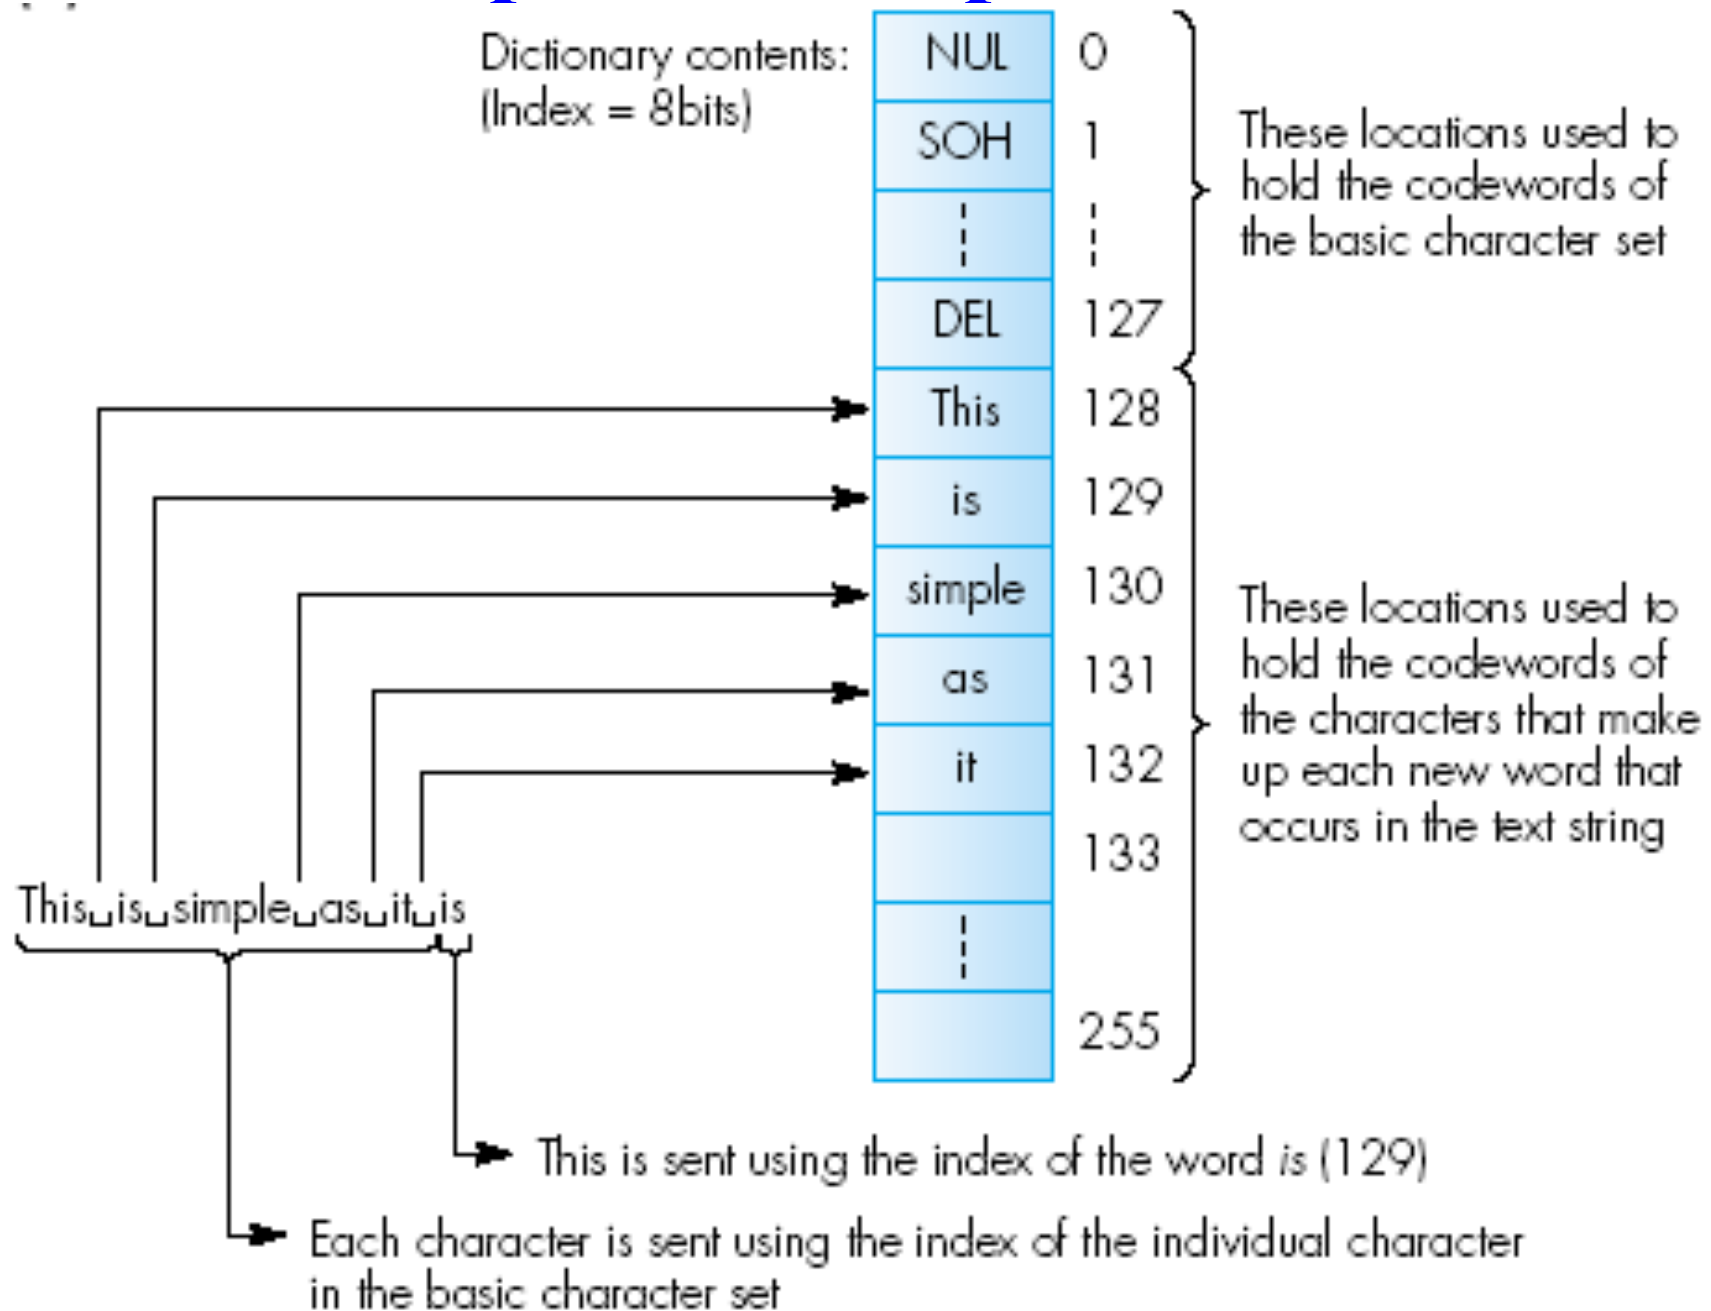 Dictionary contents:
(Index = 8bits)
NUL 0
SOH 1
DEL 127
These locations used to
hold the codewords of
the basic character set
This 128
is 129
simple 130
as 131
it 132
133
255
These locations used to
hold the codewords of
the characters that make
up each new word that
occurs in the text string
This␣is␣simple␣as␣it␣is
This is sent using the index of the word is (129)
Each character is sent using the index of the individual character
in the basic character set